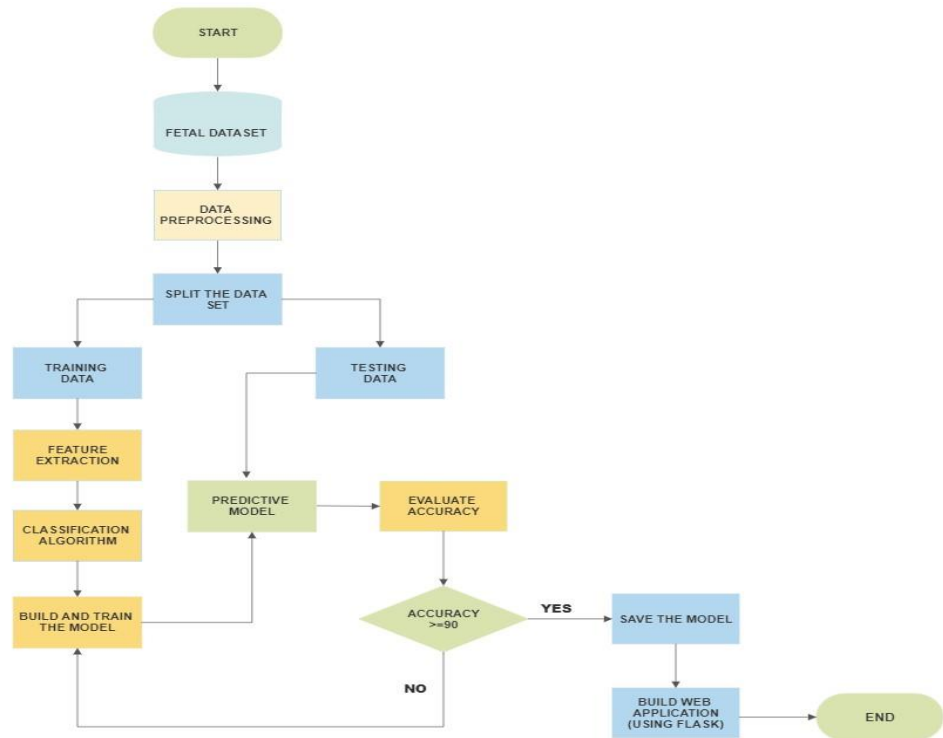 START
FETAL DATASET
DATA
PREPROCESSING
SPLIT THE DATA
SET
TRAINING
DATA
TESTING
DATA
FEATURE
EXTRACTION
PREDICTIVE
MODEL
EVALUATE
ACCURACY
CLASSIFICATION
ALGORITHM
BUILD AND TRAIN
THE MODEL
ACCURACY
>=90
YES
SAVE THE MODEL
NO
BUILD WEB
APPLICATION
(USING FLASK)
END